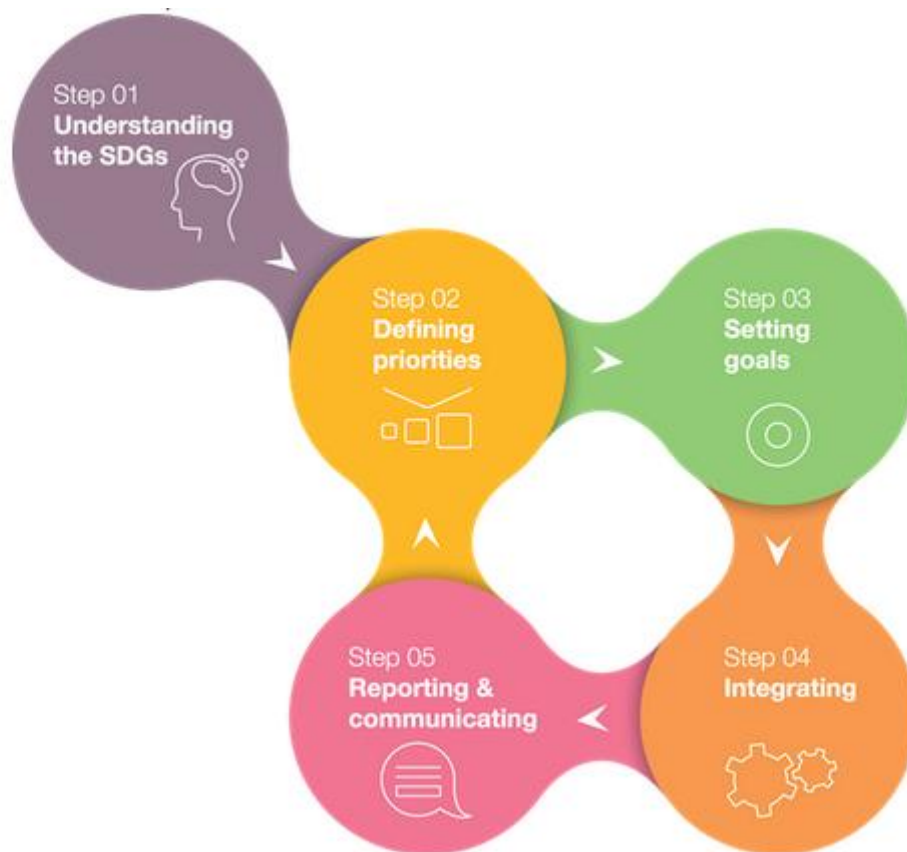 Step 01
Understanding
the SDGs
Step 02
Defining
priorities
Step 03
Setting
goals
Step 04
Integrating
Step 05
Reporting &
communicating